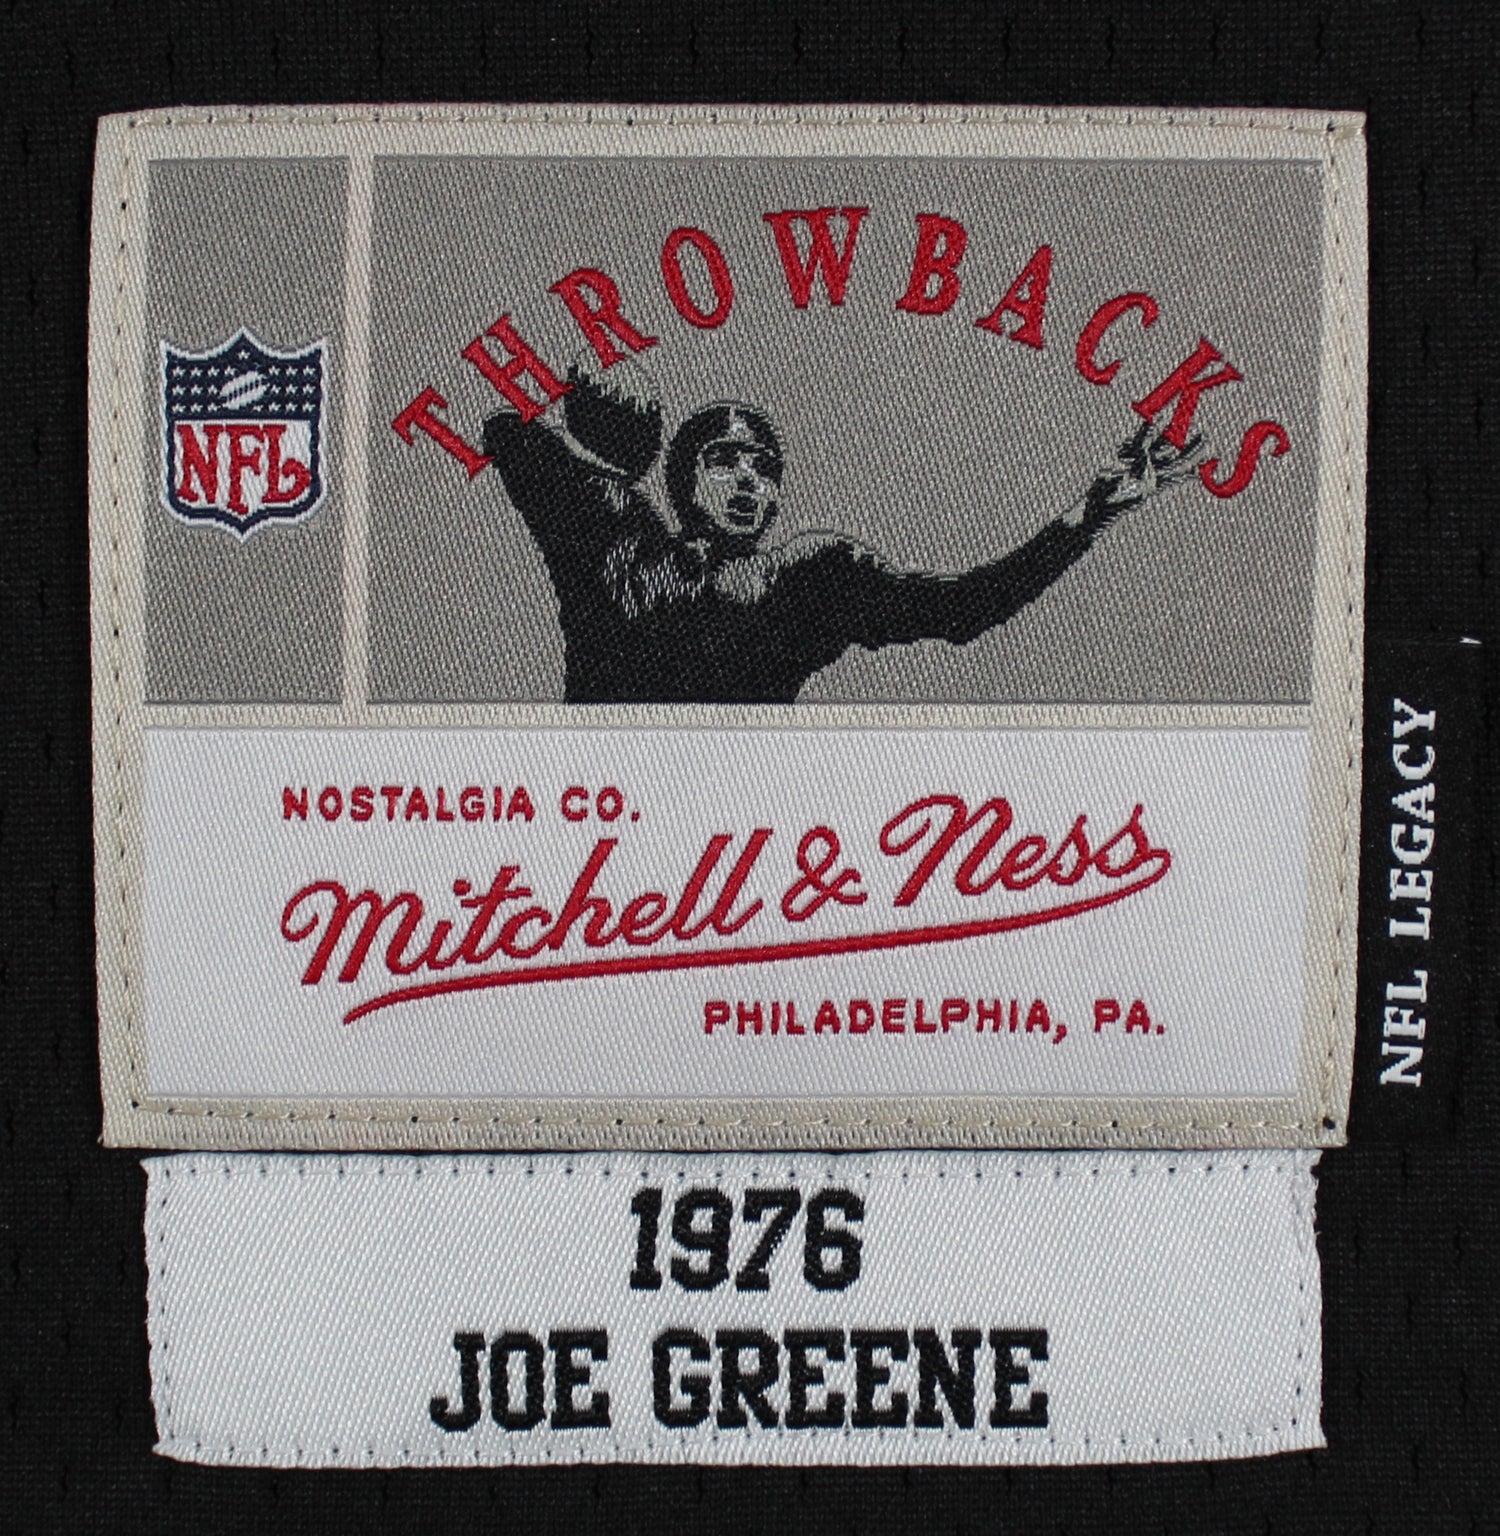 THROWBACKS
NFL
NOSTALGIA CO.
Mitchell & Ness
PHILADELPHIA, PA.
NFL LEGACY
1976
JOE GREENE